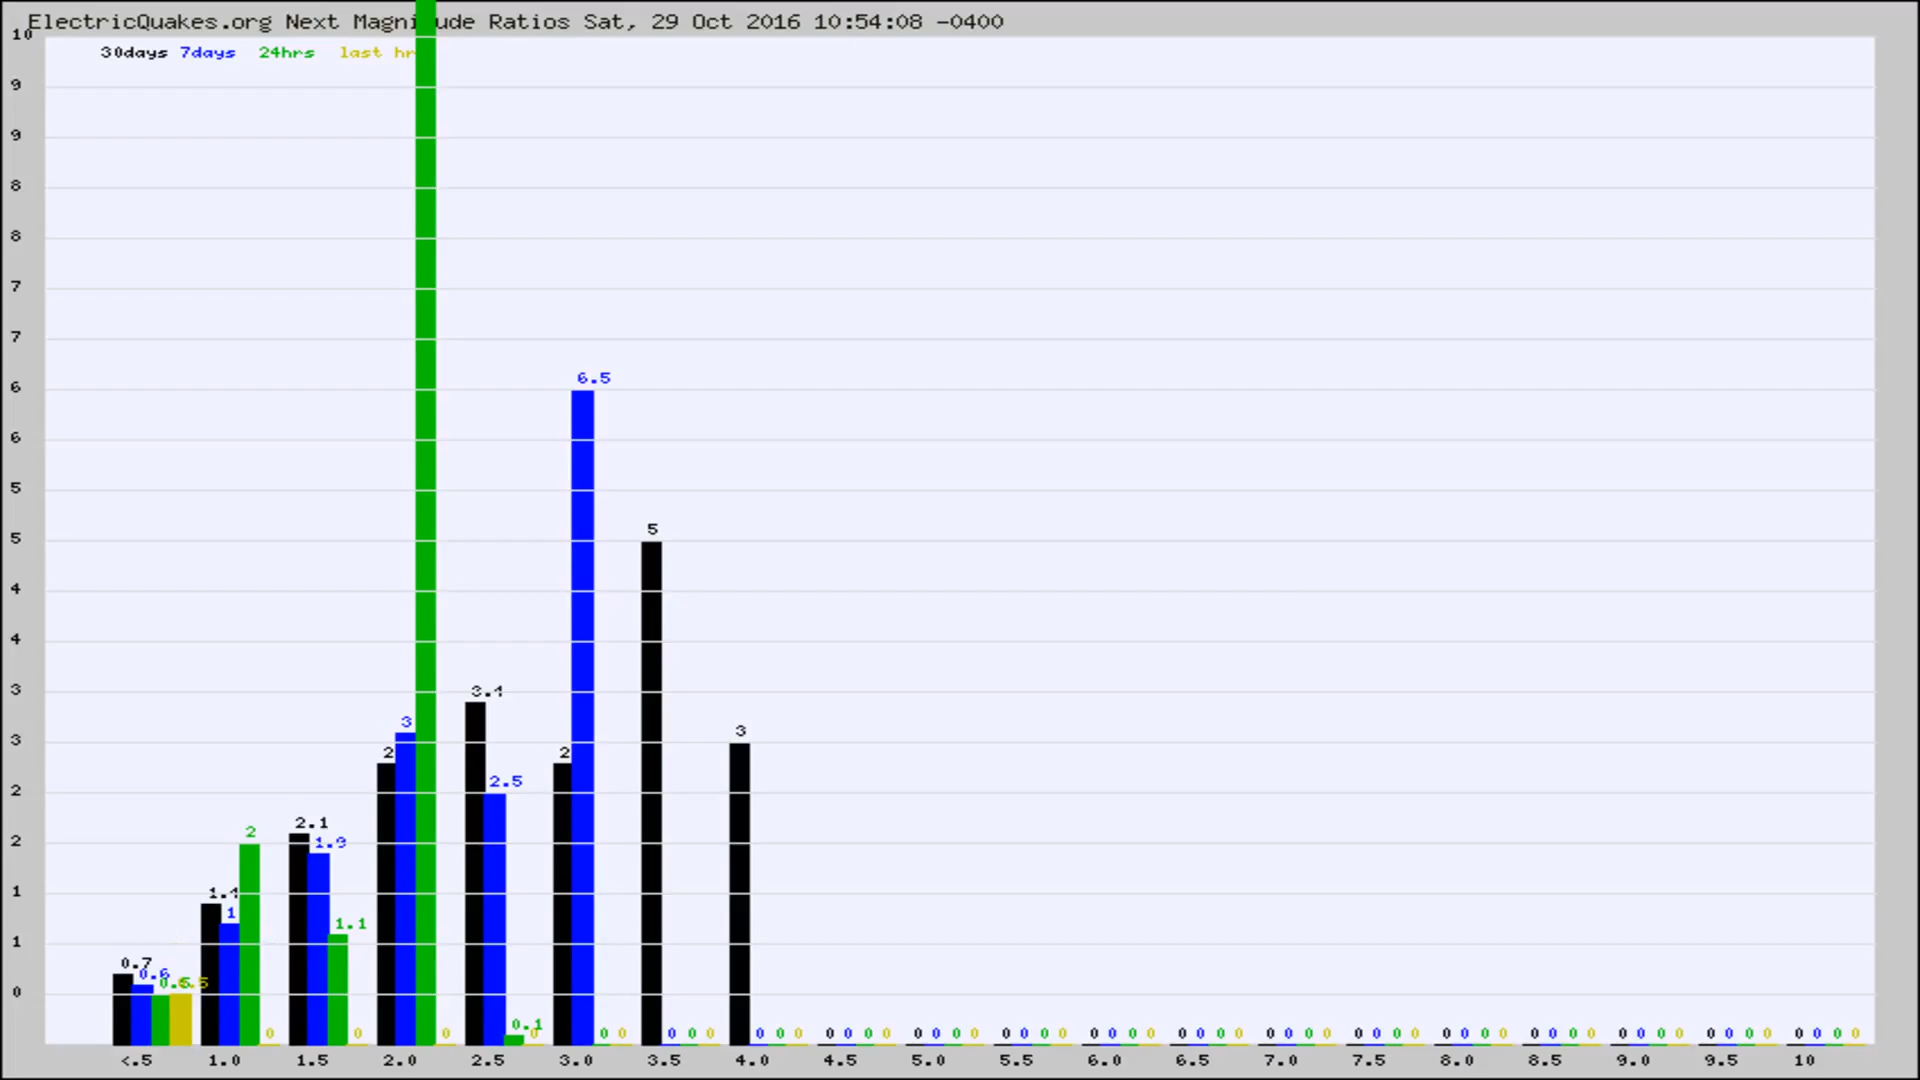 ElectricQuakes.org Next Magni ude Ratios Sat, 29 Oct 2016 10:54:08 -0400
10
30days 7days 24hrs last hr
9
9
8
8
7
7
6 6.5
6
5 5
5
4
4
3 3.4
3 3 3
2 2 2.5 2
2 2 2.1 1.9
1 1.4 1 1.1
1 0.7 0.6
0 0.1 0 0 0 0 0 0 0 0 0 0 0 0 0 0 0 0 0 0 0 0 0 0 0 0 0 0 0 0 0 0 0 0 0 0 0 0 0 0 0 0 0 0 0 0 0 0 0 0 0 0 0 0 0 0 0 0 0 0 0 0 0 0 0
<.5 1.0 1.5 2.0 2.5 3.0 3.5 4.0 4.5 5.0 5.5 6.0 6.5 7.0 7.5 8.0 8.5 9.0 9.5 10